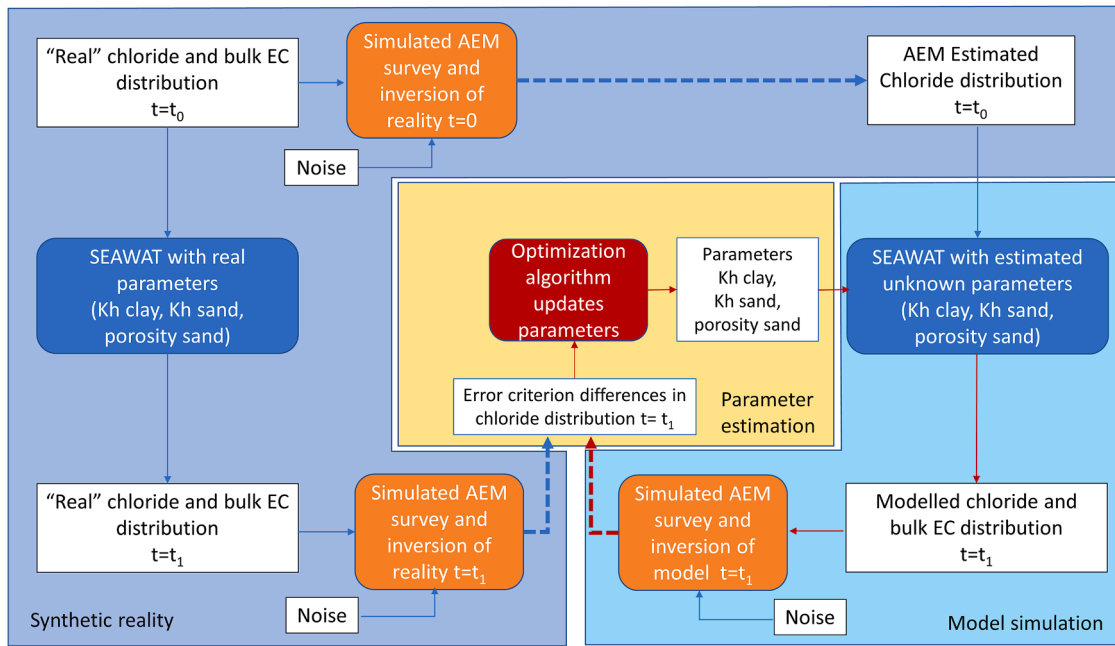 “Real” chloride and bulk EC
distribution
t=t₀
Simulated AEM
survey and
inversion of
reality t=0
AEM Estimated
Chloride distribution
t=t₀
Noise
SEAWAT with real
parameters
(Kh clay, Kh sand,
porosity sand)
Optimization
algorithm
updates
parameters
Parameters
Kh clay,
Kh sand,
porosity sand
SEAWAT with estimated
unknown parameters
(Kh clay, Kh sand,
porosity sand)
Error criterion differences in
chloride distribution t= t₁
Parameter
estimation
“Real” chloride and bulk EC
distribution
t=t₁
Simulated AEM
survey and
inversion of
reality t=t₁
Simulated AEM
survey and
inversion of
model t=t₁
Modelled chloride and
bulk EC distribution
t=t₁
Noise
Noise
Synthetic reality
Model simulation